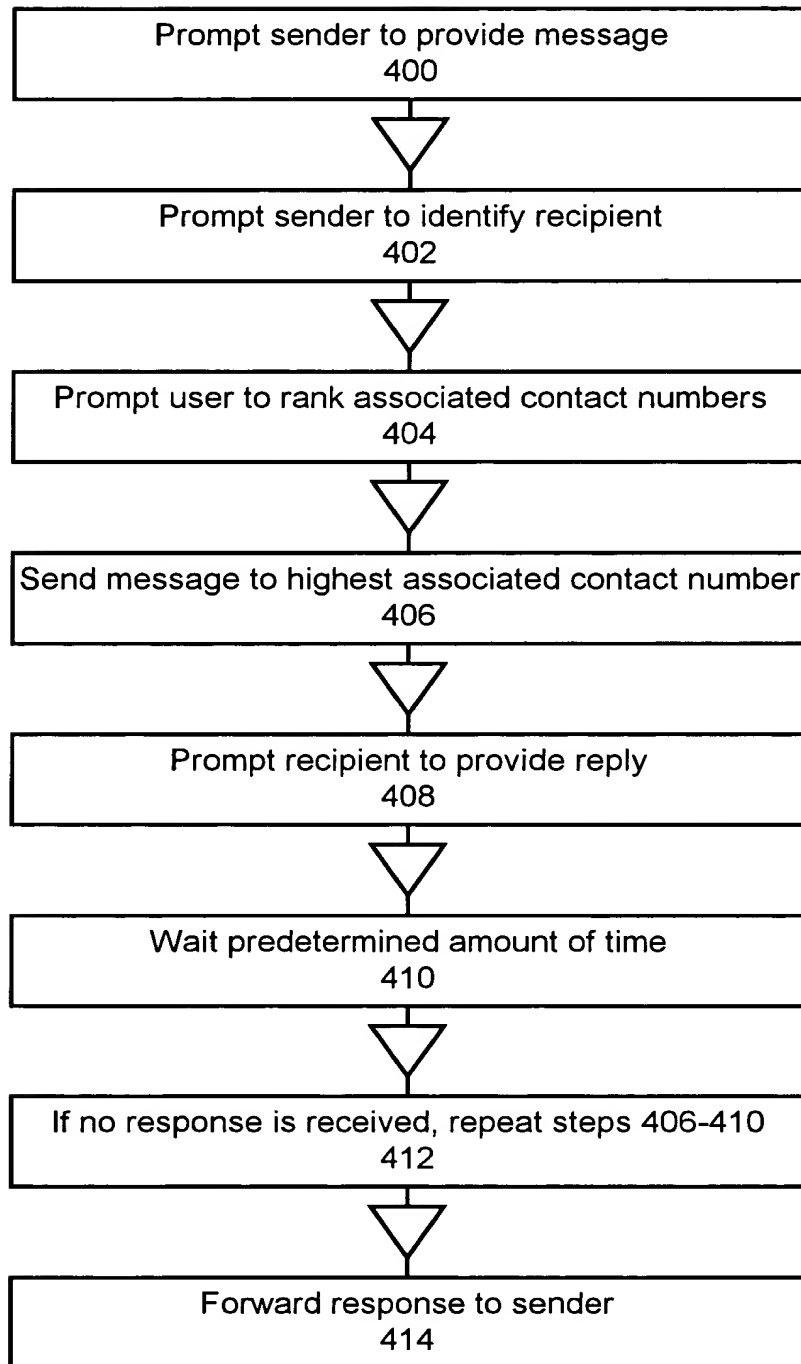 Prompt sender to provide message
400
Prompt sender to identify recipient
402
Prompt user to rank associated contact numbers
404
Send message to highest associated contact number
406
Prompt recipient to provide reply
408
Wait predetermined amount of time
410
If no response is received, repeat steps 406-410
412
Forward response to sender
414